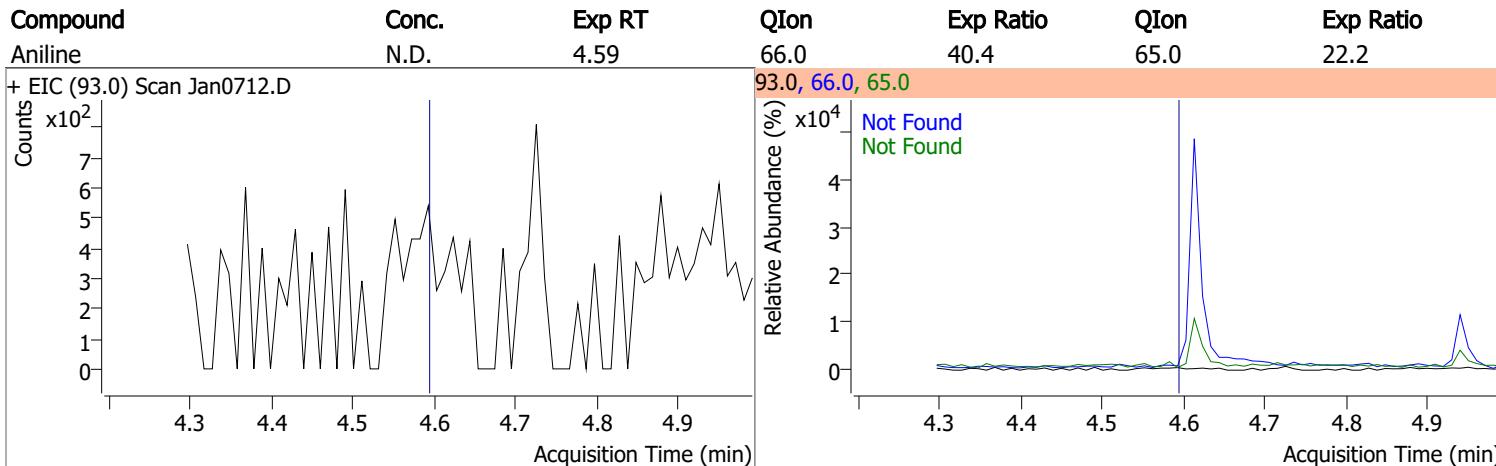 Compound Conc. Exp RT QIon Exp Ratio QIon Exp Ratio
Aniline N.D. 4.59 66.0 40.4 65.0 22.2
+ EIC (93.0) Scan Jan0712.D
Counts
x10²
7
6
5
4
3
2
1
0
4.3 4.4 4.5 4.6 4.7 4.8 4.9
Acquisition Time (min)
93.0, 66.0, 65.0
Relative Abundance (%)
x10⁴
Not Found
Not Found
4
3
2
1
0
4.3 4.4 4.5 4.6 4.7 4.8 4.9
Acquisition Time (min)